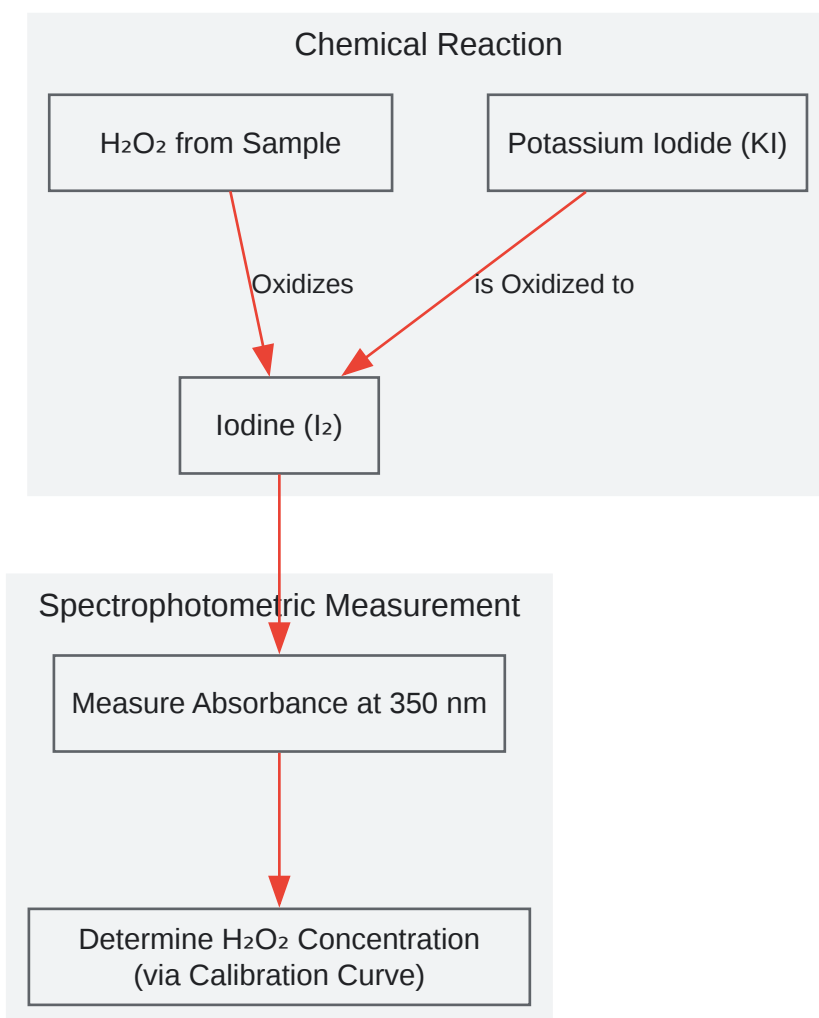 Chemical Reaction
H₂O₂ from Sample
Potassium Iodide (KI)
Oxidizes
is Oxidized to
Iodine (I₂)
Spectrophotometric Measurement
Measure Absorbance at 350 nm
Determine H₂O₂ Concentration
(via Calibration Curve)